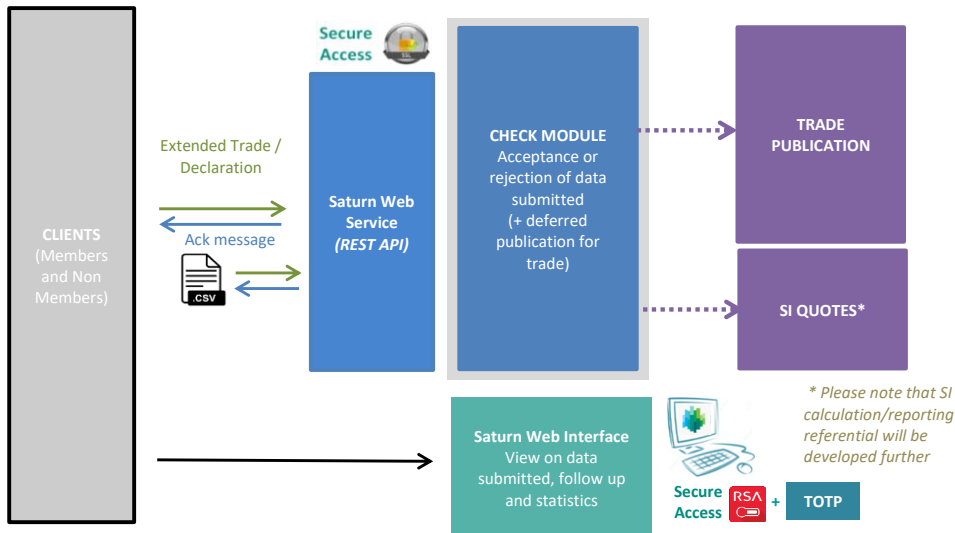 CLIENTS
(Members
and Non
Members)
Extended Trade /
Declaration
Ack message
.CSV
Secure
Access
SSL
Saturn Web
Service
(REST API)
CHECK MODULE
Acceptance or
rejection of data
submitted
(+ deferred
publication for
trade)
TRADE
PUBLICATION
SI QUOTES*
* Please note that SI
calculation/reporting
referential will be
developed further
Saturn Web Interface
View on data
submitted, follow up
and statistics
Secure
Access
RSA
+
TOTP